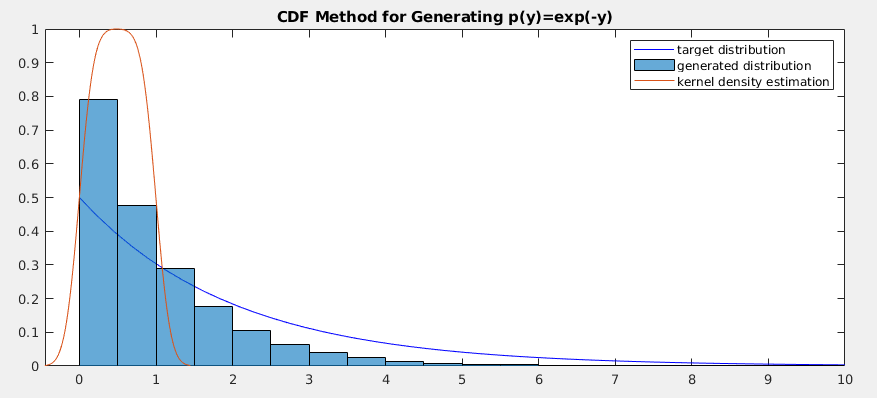 CDF Method for Generating p(y)=exp(-y)
1
0.9
0.8
0.7
0.6
0.5
0.4
0.3
0.2
0.1
0
target distribution
generated distribution
kernel density estimation
0 1 2 3 4 5 6 7 8 9 10